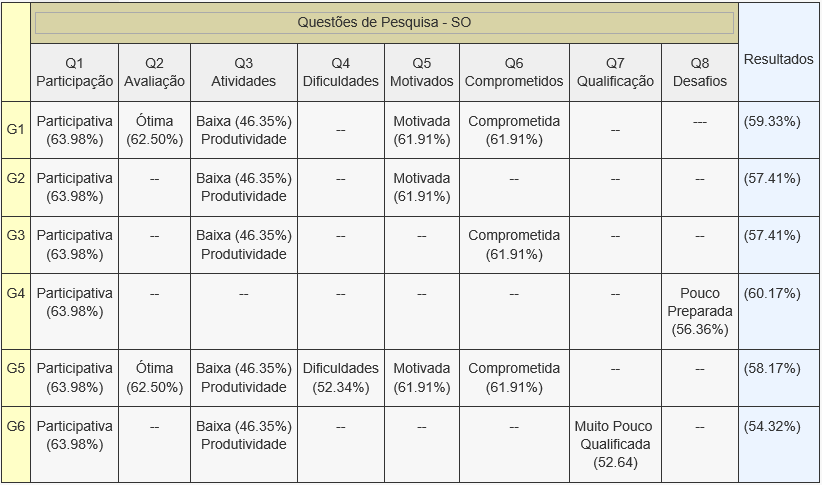 Questões de Pesquisa - SO
Resultados
Q1
Participação
Q2
Avaliação
Q3
Atividades
Q4
Dificuldades
Q5
Motivados
Q6
Comprometidos
Q7
Qualificação
Q8
Desafios
G1
Participativa
(63.98%)
Ótima
(62.50%)
Baixa (46.35%)
Produtividade
--
Motivada
(61.91%)
Comprometida
(61.91%)
--
---
(59.33%)
G2
Participativa
(63.98%)
--
Baixa (46.35%)
Produtividade
--
Motivada
(61.91%)
--
--
--
(57.41%)
G3
Participativa
(63.98%)
--
Baixa (46.35%)
Produtividade
--
--
Comprometida
(61.91%)
--
--
(57.41%)
G4
Participativa
(63.98%)
--
--
--
--
--
--
Pouco
Preparada
(56.36%)
(60.17%)
G5
Participativa
(63.98%)
Ótima
(62.50%)
Baixa (46.35%)
Produtividade
Dificuldades
(52.34%)
Motivada
(61.91%)
Comprometida
(61.91%)
--
--
(58.17%)
G6
Participativa
(63.98%)
--
Baixa (46.35%)
Produtividade
--
--
--
Muito Pouco
Qualificada
(52.64)
--
(54.32%)